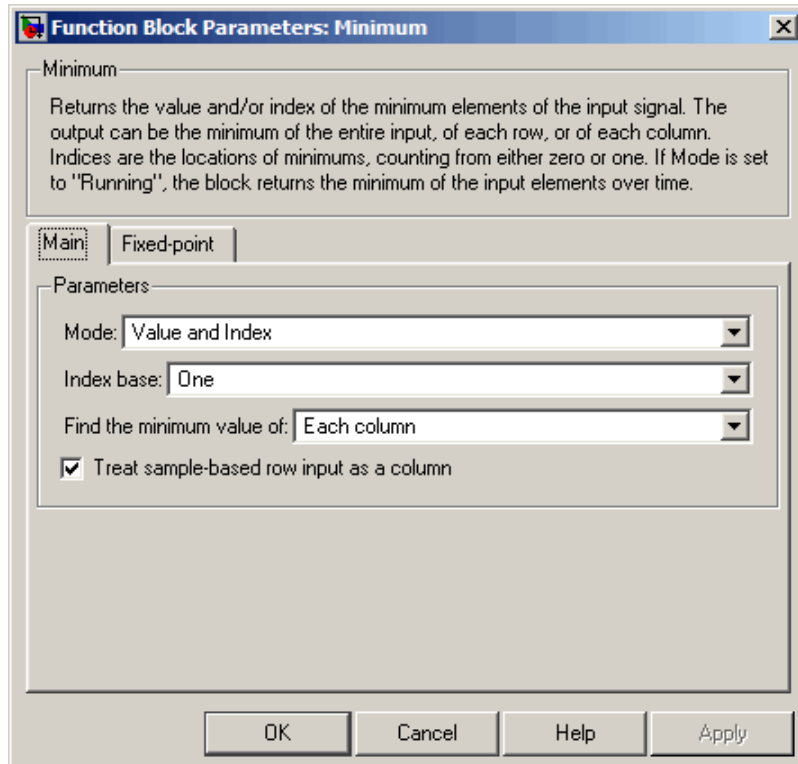 Function Block Parameters: Minimum
Minimum
Returns the value and/or index of the minimum elements of the input signal. The
output can be the minimum of the entire input, of each row, or of each column.
Indices are the locations of minimums, counting from either zero or one. If Mode is set
to "Running", the block returns the minimum of the input elements over time.
Main Fixed-point
Parameters
Mode: Value and Index
Index base: One
Find the minimum value of: Each column
Treat sample-based row input as a column
OK Cancel Help Apply